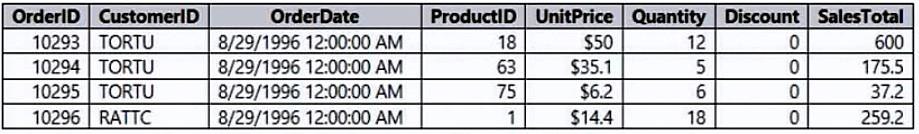 OrderID CustomerID OrderDate ProductID UnitPrice Quantity Discount SalesTotal
10293 TORTU 8/29/1996 12:00:00 AM 18 $50 12 0 600
10294 TORTU 8/29/1996 12:00:00 AM 63 $35.1 5 0 175.5
10295 TORTU 8/29/1996 12:00:00 AM 75 $6.2 6 0 37.2
10296 RATTC 8/29/1996 12:00:00 AM 1 $14.4 18 0 259.2